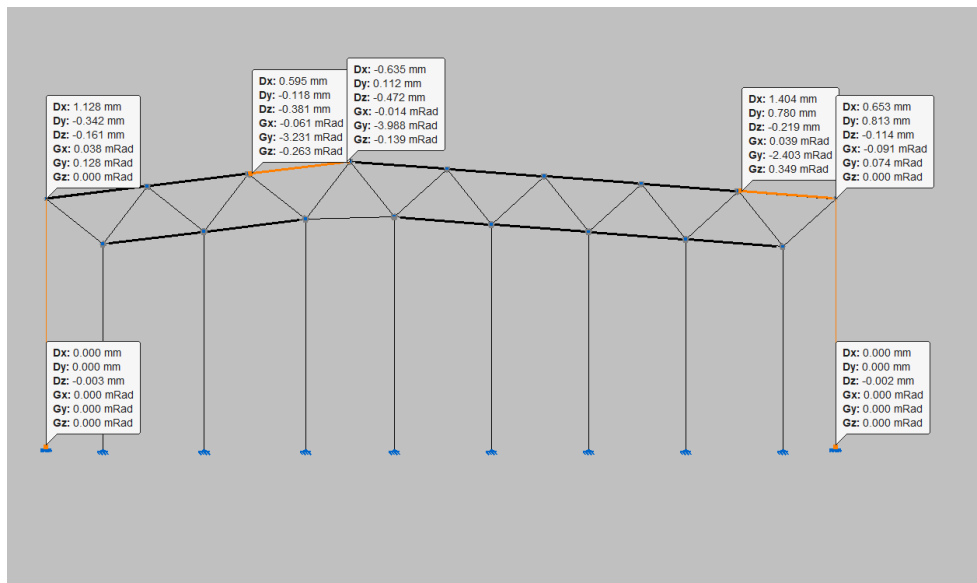 Dx: 1.128 mm
Dy: -0.342 mm
Dz: -0.161 mm
Gx: 0.038 mRad
Gy: 0.128 mRad
Gz: 0.000 mRad
Dx: 0.595 mm
Dy: -0.118 mm
Dz: -0.381 mm
Gx: -0.061 mRad
Gy: -3.231 mRad
Gz: -0.263 mRad
Dx: -0.635 mm
Dy: 0.112 mm
Dz: -0.472 mm
Gx: -0.014 mRad
Gy: -3.988 mRad
Gz: -0.139 mRad
Dx: 1.404 mm
Dy: 0.780 mm
Dz: -0.219 mm
Gx: 0.039 mRad
Gy: -2.403 mRad
Gz: 0.349 mRad
Dx: 0.653 mm
Dy: 0.813 mm
Dz: -0.114 mm
Gx: -0.091 mRad
Gy: 0.074 mRad
Gz: 0.000 mRad
Dx: 0.000 mm
Dy: 0.000 mm
Dz: -0.003 mm
Gx: 0.000 mRad
Gy: 0.000 mRad
Gz: 0.000 mRad
Dx: 0.000 mm
Dy: 0.000 mm
Dz: -0.002 mm
Gx: 0.000 mRad
Gy: 0.000 mRad
Gz: 0.000 mRad